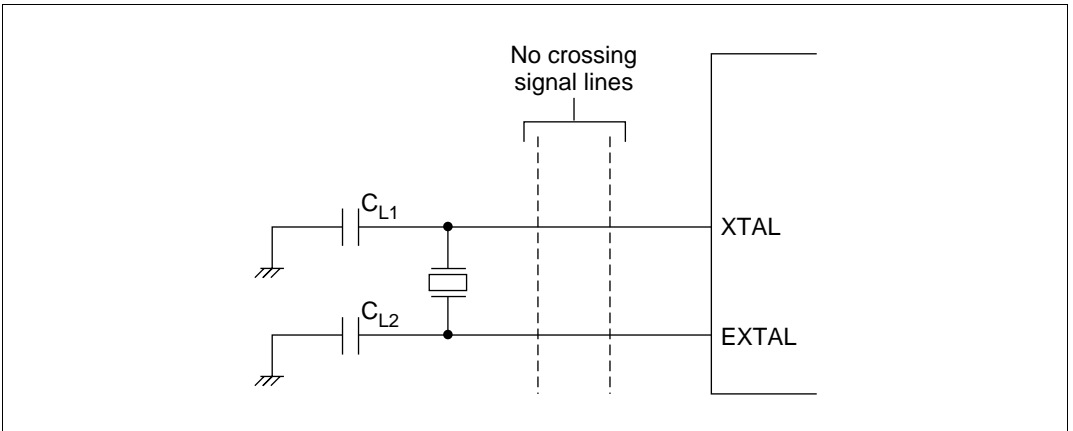 No crossing
signal lines
CL1
XTAL
CL2
EXTAL